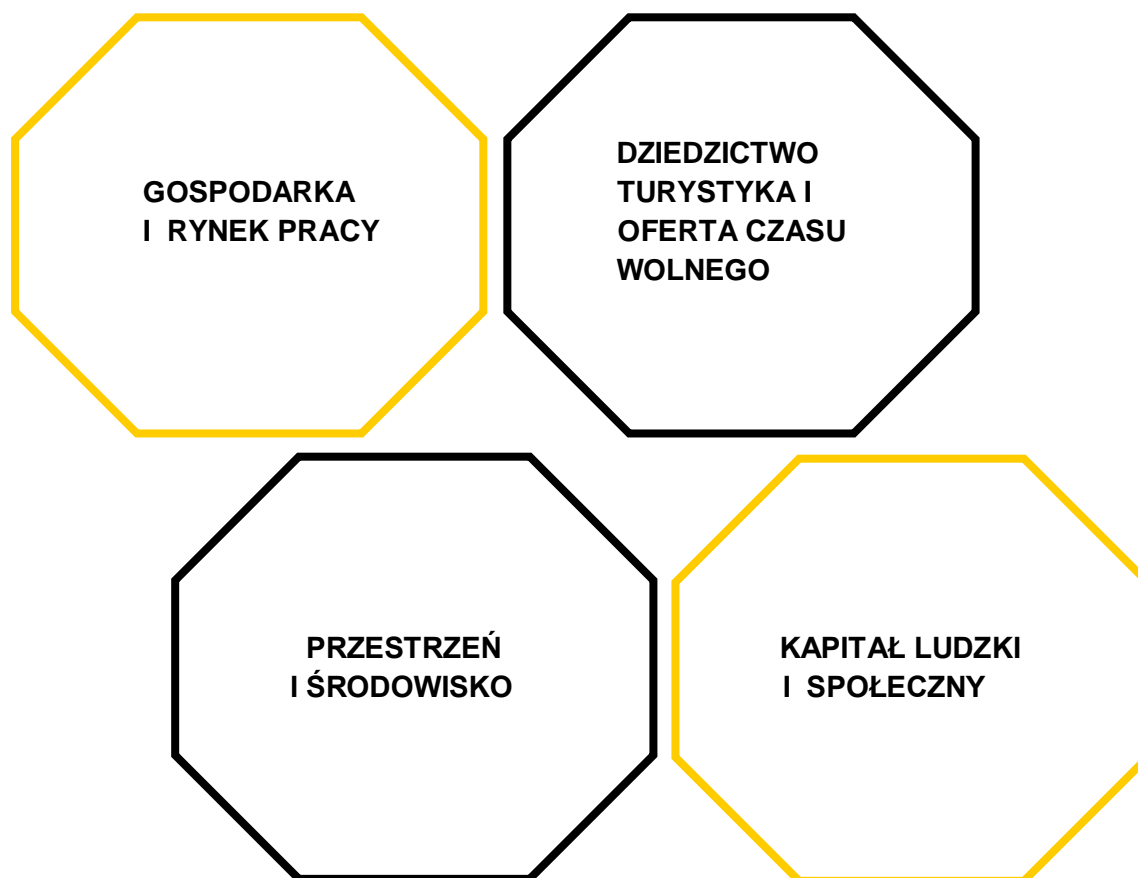 GOSPODARKA
I RYNEK PRACY
DZIEDZICTWO
TURYSTYKA I
OFERTA CZASU
WOLNEGO
PRZESTRZEŃ
I ŚRODOWISKO
KAPITAŁ LUDZKI
I SPOŁECZNY